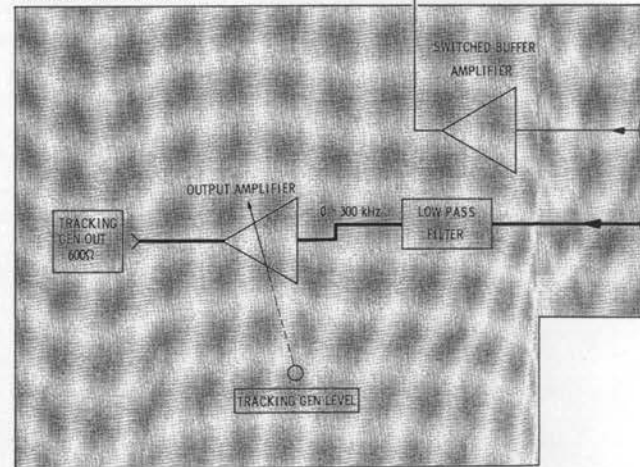 SWITCHED BUFFER
AMPLIFIER
OUTPUT AMPLIFIER
0 - 300 kHz
LOW PASS
FILTER
TRACKING
GEN OUT
600Ω
TRACKING GEN LEVEL